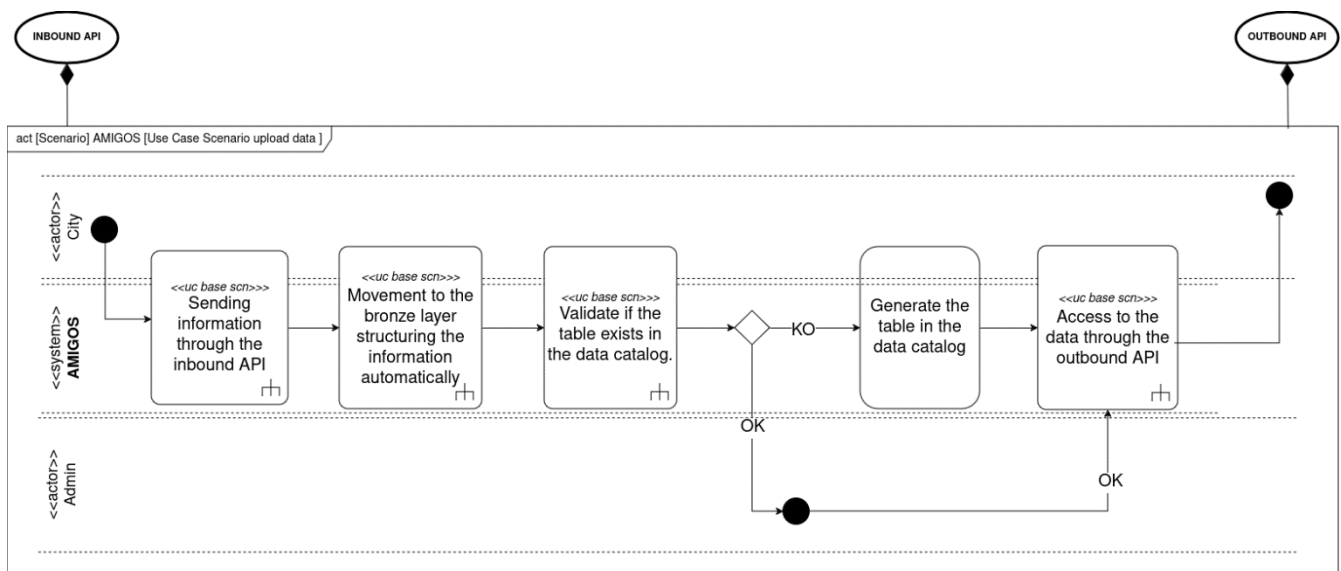 INBOUND API
OUTBOUND API
act [Scenario] AMIGOS [Use Case Scenario upload data ]
<<actor>>
City
<<uc base scn>>>
Sending
information
through the
inbound API
<<uc base scn>>>
Movement to the
bronze layer
structuring the
information
automatically
<<uc base scn>>>
Validate if the
table exists in
the data catalog.
KO
Generate the
table in the
data catalog
<<uc base scn>>>
Access to the
data through the
outbound API
<<system>>
AMIGOS
OK
OK
<<actor>>
Admin